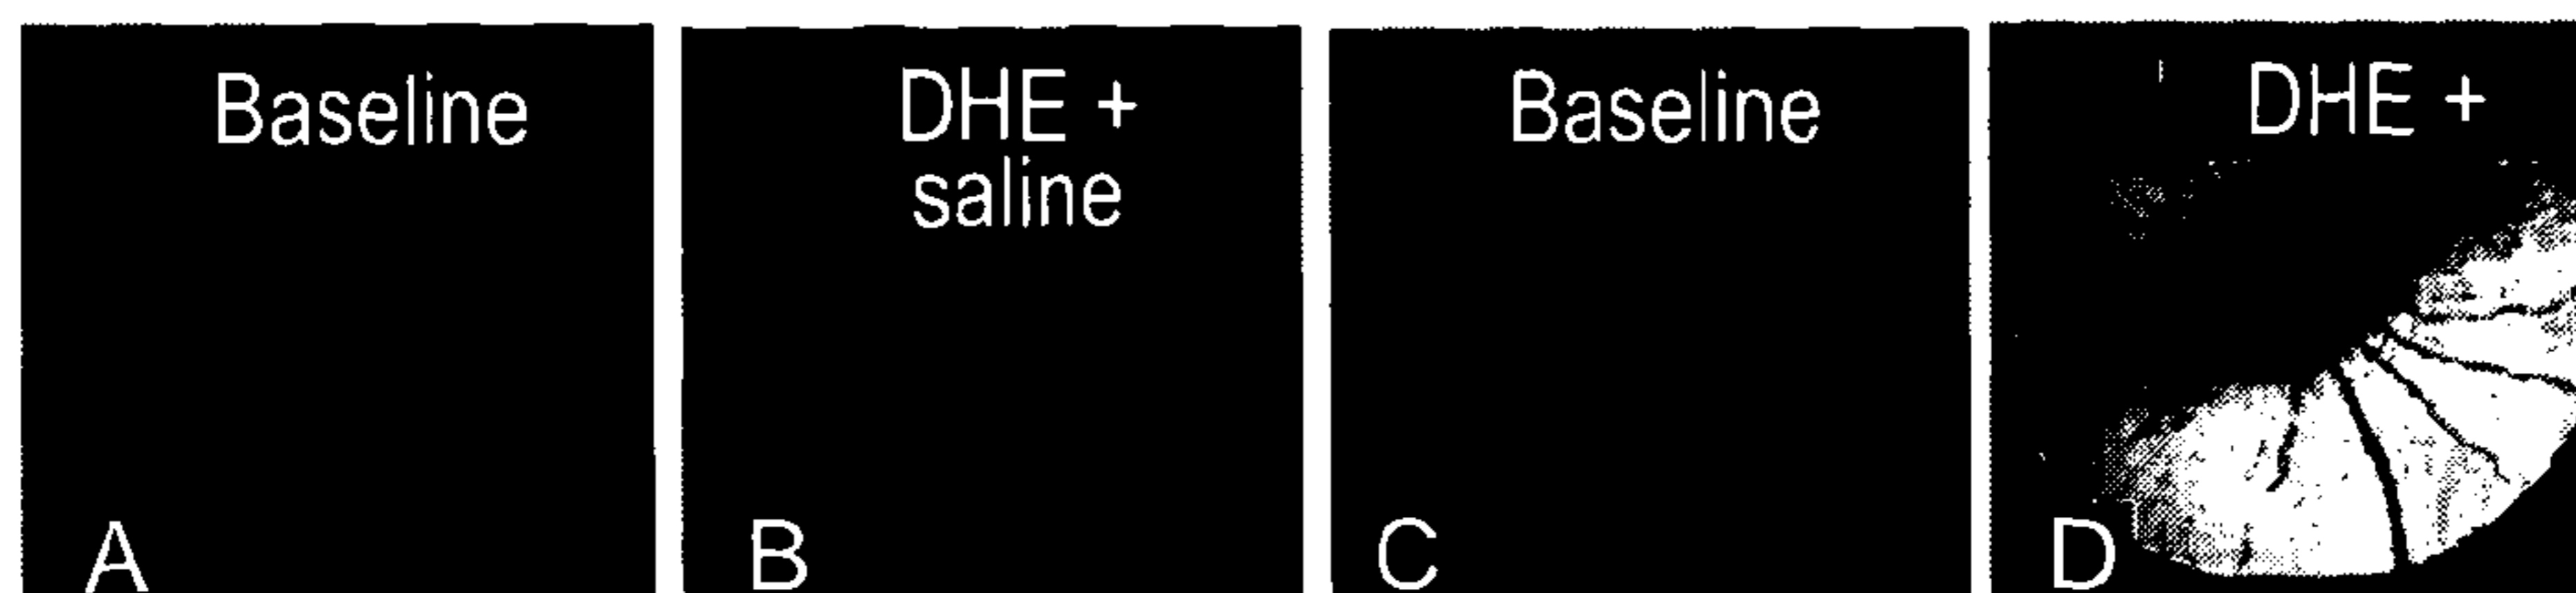 Baseline
A
DHE +
saline
B
Baseline
C
DHE +
D